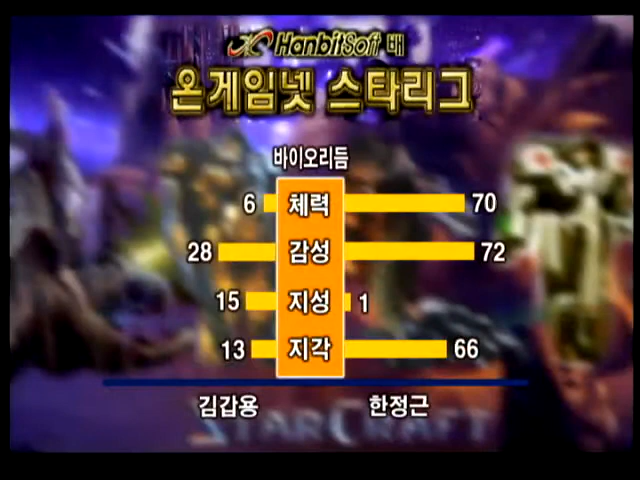 HanbitSoft 배
온게임넷 스타리그
바이오리듬
6 체력 70
28 감성 72
15 지성 1
13 지각 66
김갑용 한정근
STARCRAFT